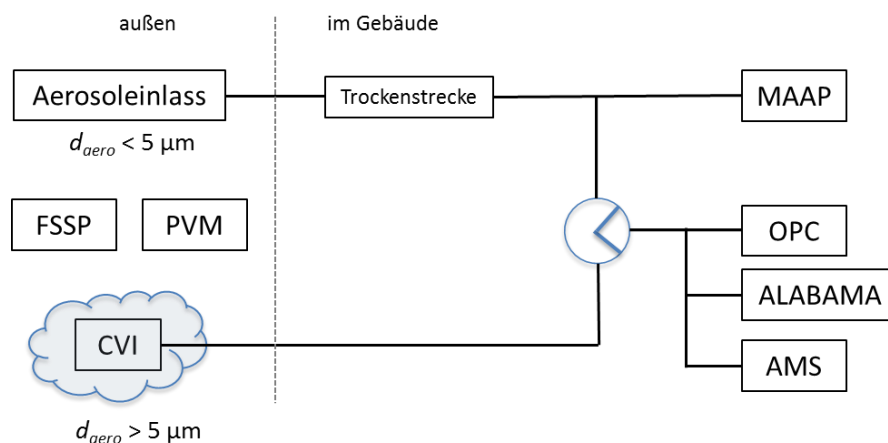 außen
im Gebäude
Aerosoleinlass
Trockenstrecke
MAAP
d_aero < 5 µm
FSSP
PVM
OPC
ALABAMA
CVI
AMS
d_aero > 5 µm